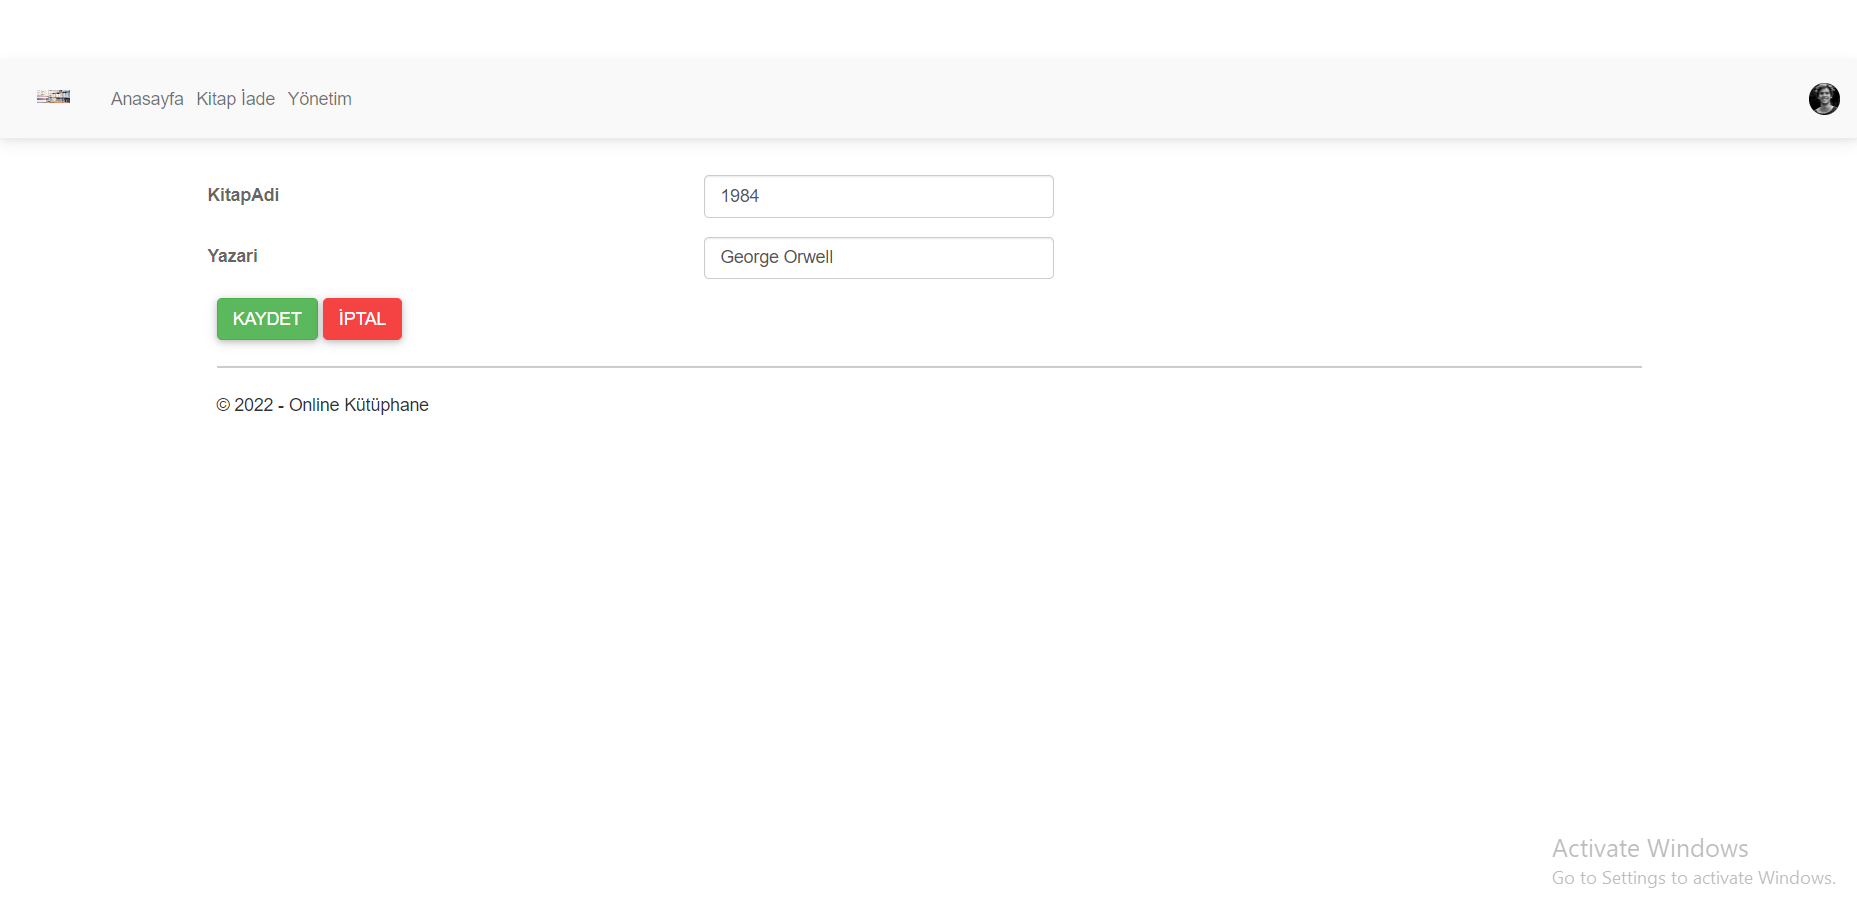 Anasayfa Kitap İade Yönetim
KitapAdi 1984
Yazari George Orwell
KAYDET İPTAL
© 2022 - Online Kütüphane
Activate Windows
Go to Settings to activate Windows.